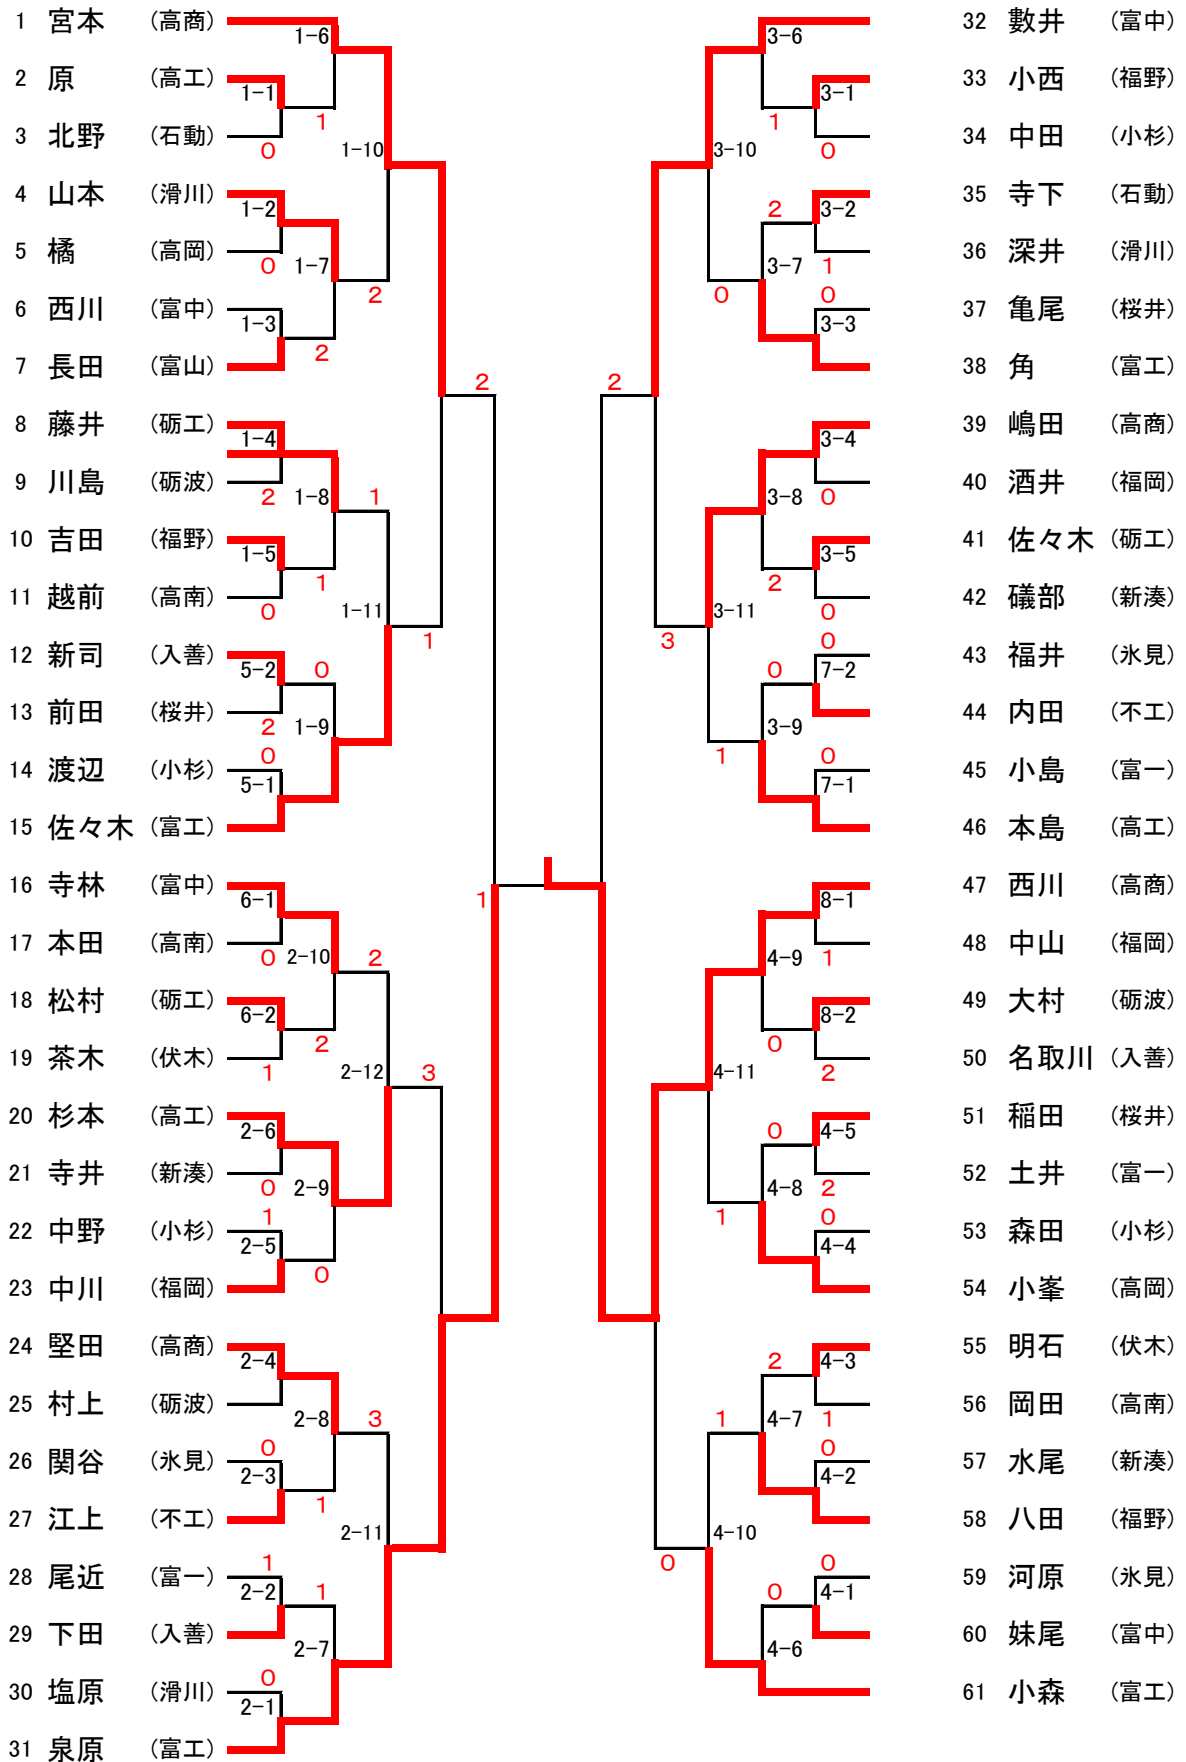 1 宮本 (高商)
2 原 (高工)
3 北野 (石動)
4 山本 (滑川)
5 橘 (高岡)
6 西川 (富中)
7 長田 (富山)
8 藤井 (砺工)
9 川島 (砺波)
10 吉田 (福野)
11 越前 (高南)
12 新司 (入善)
13 前田 (桜井)
14 渡辺 (小杉)
15 佐々木 (富工)
16 寺林 (富中)
17 本田 (高南)
18 松村 (砺工)
19 茶木 (伏木)
20 杉本 (高工)
21 寺井 (新湊)
22 中野 (小杉)
23 中川 (福岡)
24 堅田 (高商)
25 村上 (砺波)
26 関谷 (氷見)
27 江上 (不工)
28 尾近 (富一)
29 下田 (入善)
30 塩原 (滑川)
31 泉原 (富工)
1-1
0
1-2
0
1-3
1-4
2
1-5
0
5-2
2
0
5-1
6-1
0
6-2
1
2-6
0
1
2-5
2-4
0
2-3
1
2-2
0
2-1
1-6
1
1-7
2
1-8
1
0
1-9
2-10
2
2-9
0
2-8
1
1
2-7
1-10
2
1
1-11
2
2-12
3
2-11
2
1
3
1
2
3
0
3-10
0
3-11
1
4-11
1
1
4-10
3-6
1
2
3-7
3-8
2
0
3-9
4-9
0
0
4-8
2
4-7
0
4-6
3-1
0
3-2
1
0
3-3
3-4
0
3-5
0
0
7-2
0
7-1
8-1
1
8-2
2
4-5
2
0
4-4
4-3
1
0
4-2
0
4-1
32 數井 (富中)
33 小西 (福野)
34 中田 (小杉)
35 寺下 (石動)
36 深井 (滑川)
37 亀尾 (桜井)
38 角 (富工)
39 嶋田 (高商)
40 酒井 (福岡)
41 佐々木 (砺工)
42 礒部 (新湊)
43 福井 (氷見)
44 内田 (不工)
45 小島 (富一)
46 本島 (高工)
47 西川 (高商)
48 中山 (福岡)
49 大村 (砺波)
50 名取川 (入善)
51 稲田 (桜井)
52 土井 (富一)
53 森田 (小杉)
54 小峯 (高岡)
55 明石 (伏木)
56 岡田 (高南)
57 水尾 (新湊)
58 八田 (福野)
59 河原 (氷見)
60 妹尾 (富中)
61 小森 (富工)